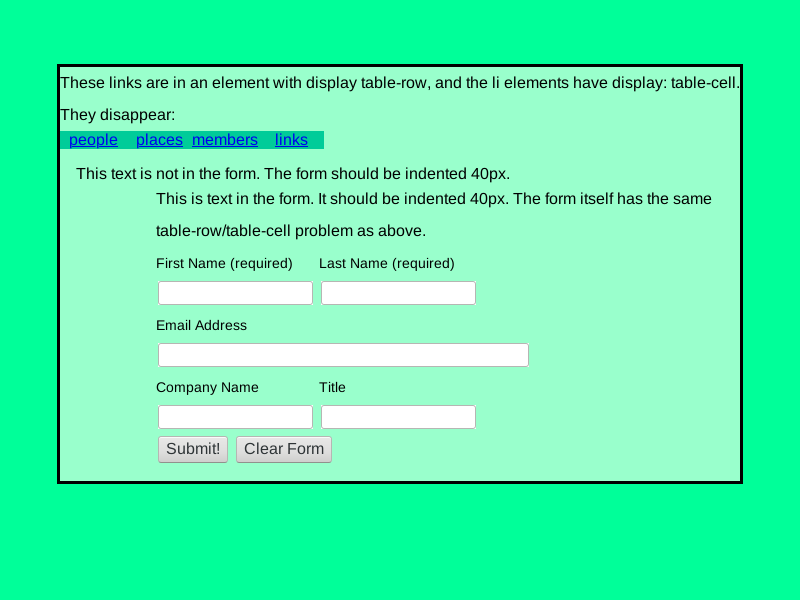 These links are in an element with display table-row, and the li elements have display: table-cell.
They disappear:
people places members links
This text is not in the form. The form should be indented 40px.
This is text in the form. It should be indented 40px. The form itself has the same
table-row/table-cell problem as above.
First Name (required) Last Name (required)
Email Address
Company Name Title
Submit! Clear Form